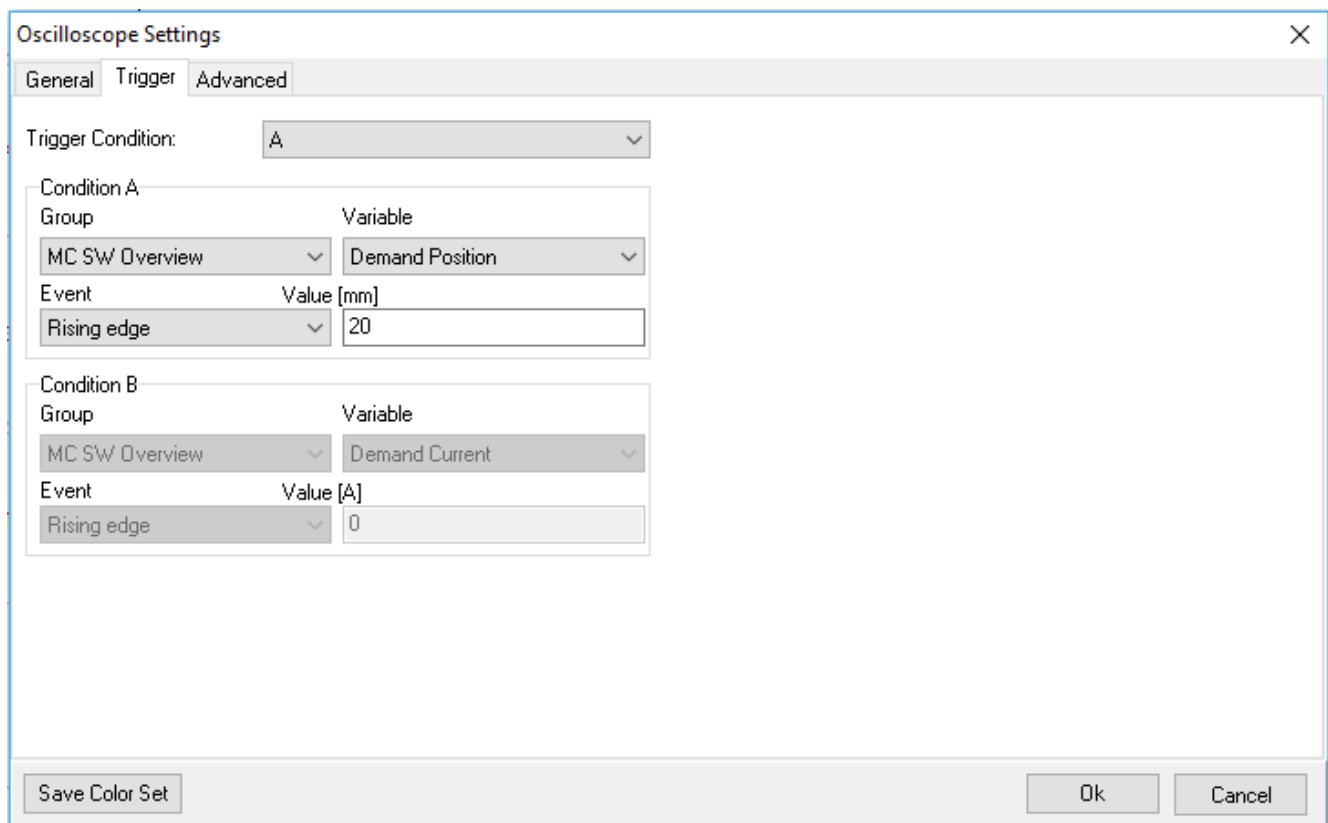 Oscilloscope Settings
General Trigger Advanced
Trigger Condition: A
Condition A
Group Variable
MC SW Overview Demand Position
Event Value [mm]
Rising edge 20
Condition B
Group Variable
MC SW Overview Demand Current
Event Value [A]
Rising edge 0
Save Color Set Ok Cancel